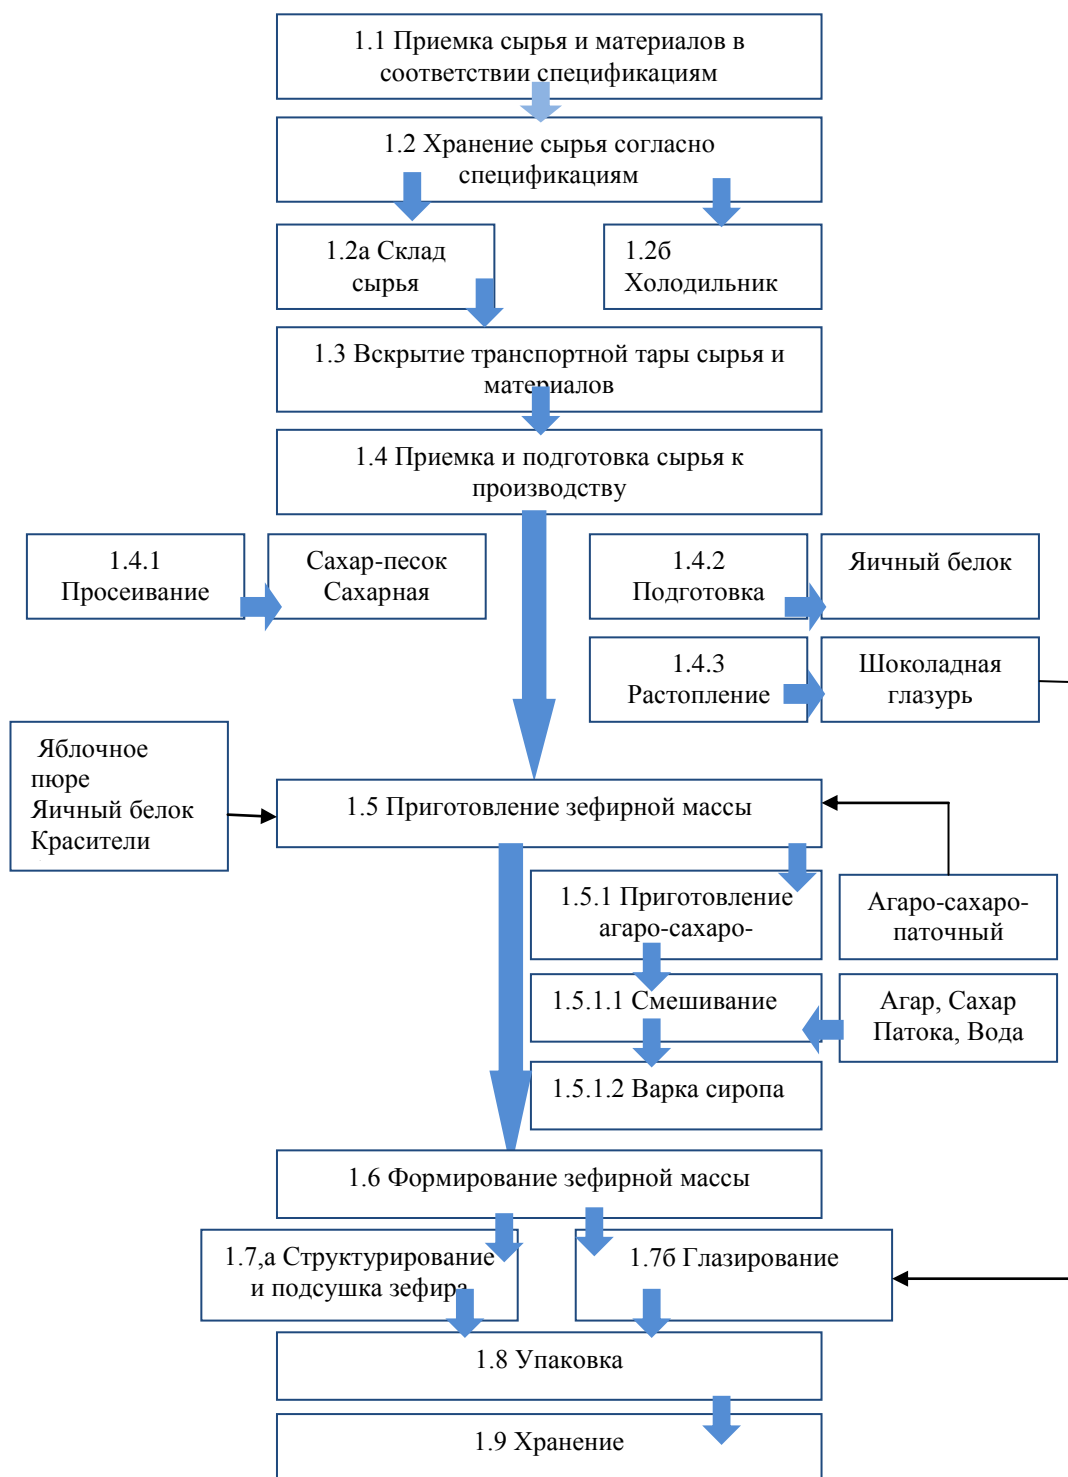 1.1 Приемка сырья и материалов в
соответствии спецификациям
1.2 Хранение сырья согласно
спецификациям
1.2а Склад
сырья
1.2б
Холодильник
1.3 Вскрытие транспортной тары сырья и
материалов
1.4 Приемка и подготовка сырья к
производству
1.4.1
Просеивание
Сахар-песок
Сахарная
1.4.2
Подготовка
Яичный белок
1.4.3
Растопление
Шоколадная
глазурь
Яблочное
пюре
Яичный белок
Красители
1.5 Приготовление зефирной массы
1.5.1 Приготовление
агаро-сахаро-
Агаро-сахаро-
паточный
1.5.1.1 Смешивание
Агар, Сахар
Патока, Вода
1.5.1.2 Варка сиропа
1.6 Формирование зефирной массы
1.7,а Структурирование
и подсушка зефира
1.7б Глазирование
1.8 Упаковка
1.9 Хранение